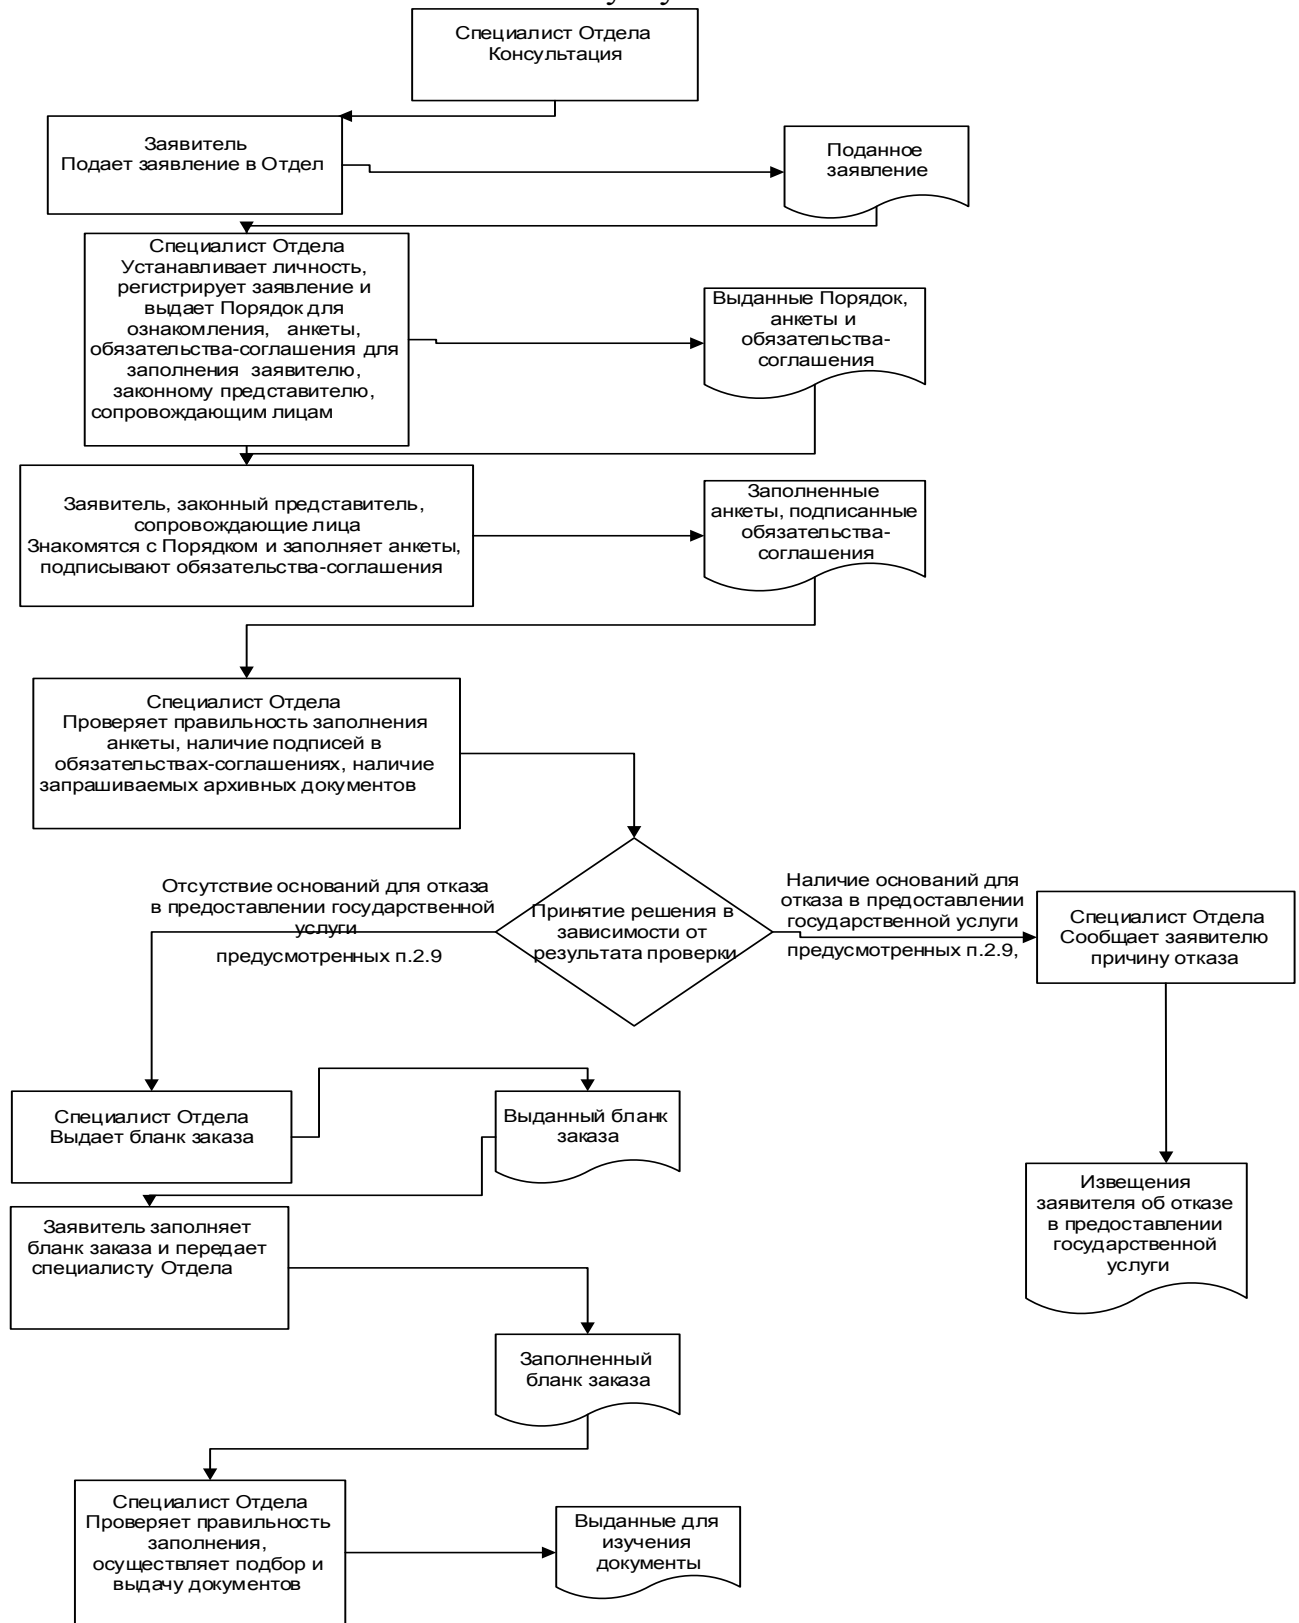 Специалист Отдела
Консультация
Заявитель
Подает заявление в Отдел
Поданное
заявление
Специалист Отдела
Устанавливает личность,
регистрирует заявление и
выдает Порядок для
ознакомления, анкеты,
обязательства-соглашения для
заполнения заявителю,
законному представителю,
сопровождающим лицам
Выданные Порядок,
анкеты и
обязательства-
соглашения
Заявитель, законный представитель,
сопровождающие лица
Знакомятся с Порядком и заполняет анкеты,
подписывают обязательства-соглашения
Заполненные
анкеты, подписанные
обязательства-
соглашения
Специалист Отдела
Проверяет правильность заполнения
анкеты, наличие подписей в
обязательствах-соглашениях, наличие
запрашиваемых архивных документов
Отсутствие оснований для отказа
в предоставлении государственной
услуги
предусмотренных п.2.9
Принятие решения в
зависимости от
результата проверки
Наличие оснований для
отказа в предоставлении
государственной услуги
предусмотренных п.2.9,
Специалист Отдела
Сообщает заявителю
причину отказа
Специалист Отдела
Выдает бланк заказа
Выданный бланк
заказа
Извещения
заявителя об отказе
в предоставлении
государственной
услуги
Заявитель заполняет
бланк заказа и передает
специалисту Отдела
Заполненный
бланк заказа
Специалист Отдела
Проверяет правильность
заполнения,
осуществляет подбор и
выдачу документов
Выданные для
изучения
документы